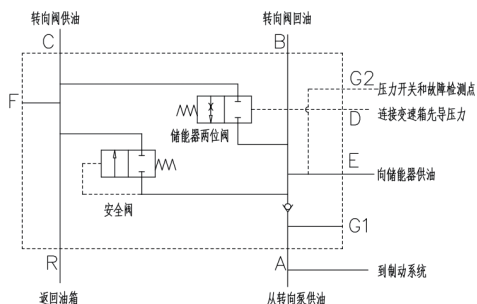 转向阀供油
转向阀回油
C
B
G2
压力开关和故障检测点
F
D
连接变速箱先导压力
储能器两位阀
E
向储能器供油
安全阀
G1
R
A
到制动系统
返回油箱
从转向泵供油